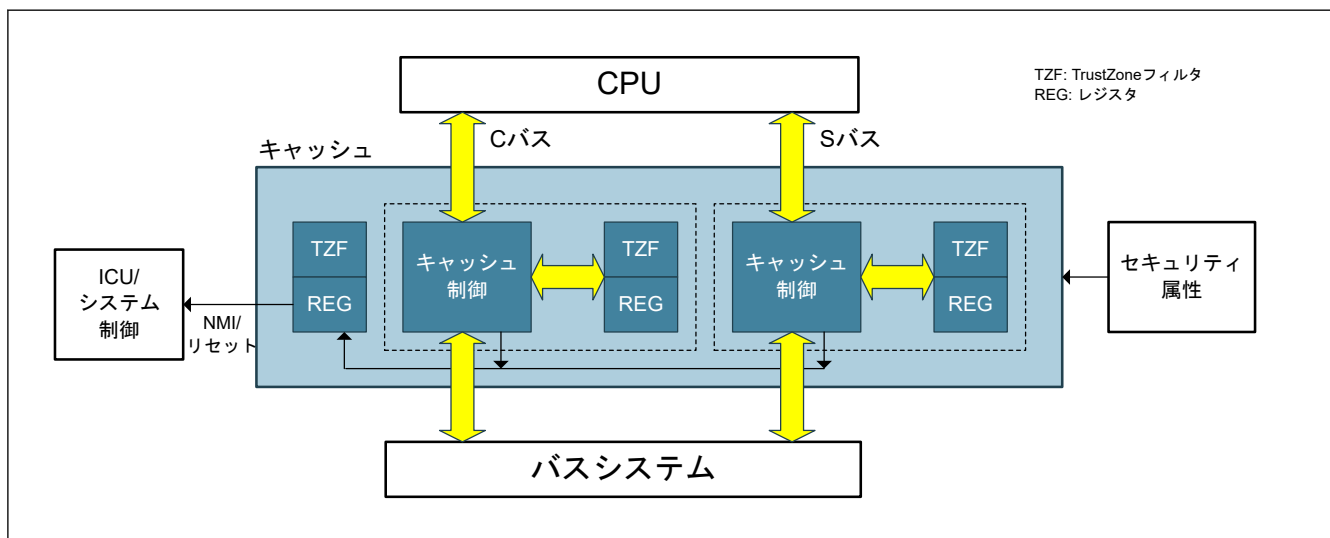 CPU
TZF: TrustZoneフィルタ
REG: レジスタ
Cバス
Sバス
キャッシュ
TZF
REG
キャッシュ
制御
TZF
REG
キャッシュ
制御
TZF
REG
ICU/
システム
制御
NMI/
リセット
セキュリティ
属性
バスシステム